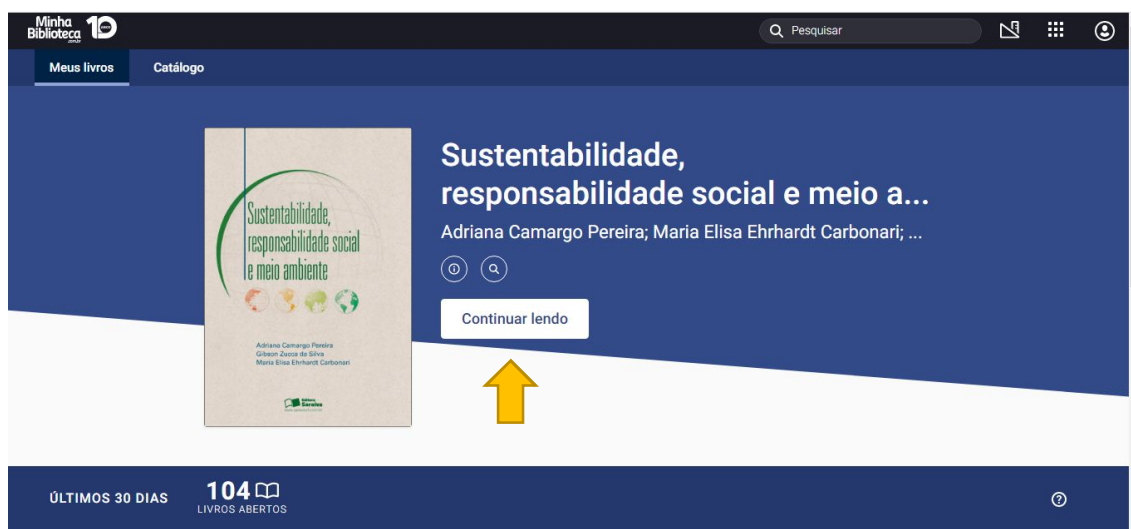 Minha
Biblioteca
10
Pesquisar
Meus livros
Catálogo
Sustentabilidade,
responsabilidade social
e meio ambiente
Adriana Camargo Pereira
Gibson Zucca da Silva
Maria Elisa Ehrhardt Carbonari
Editora
Saraiva
Sustentabilidade,
responsabilidade social e meio a...
Adriana Camargo Pereira; Maria Elisa Ehrhardt Carbonari; ...
Continuar lendo
ÚLTIMOS 30 DIAS
104
LIVROS ABERTOS